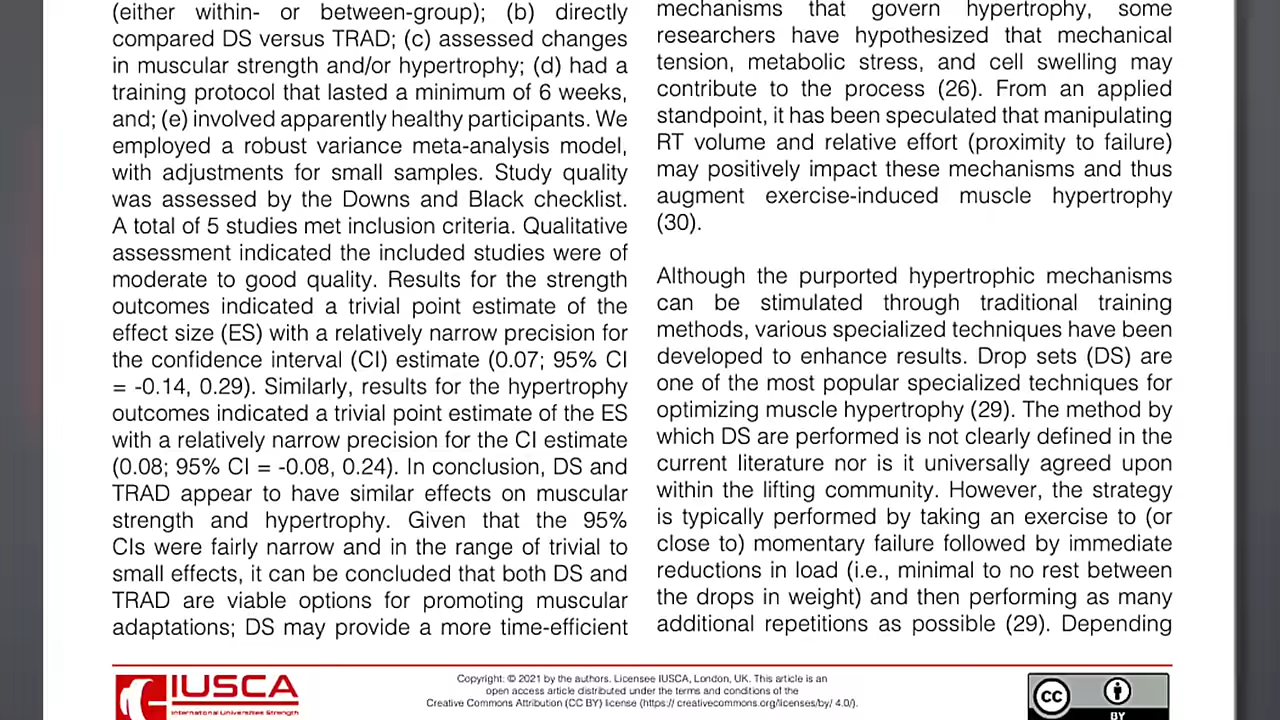 (either within- or between-group); (b) directly
compared DS versus TRAD; (c) assessed changes
in muscular strength and/or hypertrophy; (d) had a
training protocol that lasted a minimum of 6 weeks,
and; (e) involved apparently healthy participants. We
employed a robust variance meta-analysis model,
with adjustments for small samples. Study quality
was assessed by the Downs and Black checklist.
A total of 5 studies met inclusion criteria. Qualitative
assessment indicated the included studies were of
moderate to good quality. Results for the strength
outcomes indicated a trivial point estimate of the
effect size (ES) with a relatively narrow precision for
the confidence interval (CI) estimate (0.07; 95% CI
= -0.14, 0.29). Similarly, results for the hypertrophy
outcomes indicated a trivial point estimate of the ES
with a relatively narrow precision for the CI estimate
(0.08; 95% CI = -0.08, 0.24). In conclusion, DS and
TRAD appear to have similar effects on muscular
strength and hypertrophy. Given that the 95%
CIs were fairly narrow and in the range of trivial to
small effects, it can be concluded that both DS and
TRAD are viable options for promoting muscular
adaptations; DS may provide a more time-efficient
mechanisms that govern hypertrophy, some
researchers have hypothesized that mechanical
tension, metabolic stress, and cell swelling may
contribute to the process (26). From an applied
standpoint, it has been speculated that manipulating
RT volume and relative effort (proximity to failure)
may positively impact these mechanisms and thus
augment exercise-induced muscle hypertrophy
(30).
Although the purported hypertrophic mechanisms
can be stimulated through traditional training
methods, various specialized techniques have been
developed to enhance results. Drop sets (DS) are
one of the most popular specialized techniques for
optimizing muscle hypertrophy (29). The method by
which DS are performed is not clearly defined in the
current literature nor is it universally agreed upon
within the lifting community. However, the strategy
is typically performed by taking an exercise to (or
close to) momentary failure followed by immediate
reductions in load (i.e., minimal to no rest between
the drops in weight) and then performing as many
additional repetitions as possible (29). Depending
IUSCA
International Universities Strength
Copyright: © 2021 by the authors. Licensee IUSCA, London, UK. This article is an
open access article distributed under the terms and conditions of the
Creative Commons Attribution (CC BY) license (https:// creativecommons.org/licenses/by/ 4.0/).
CC
BY